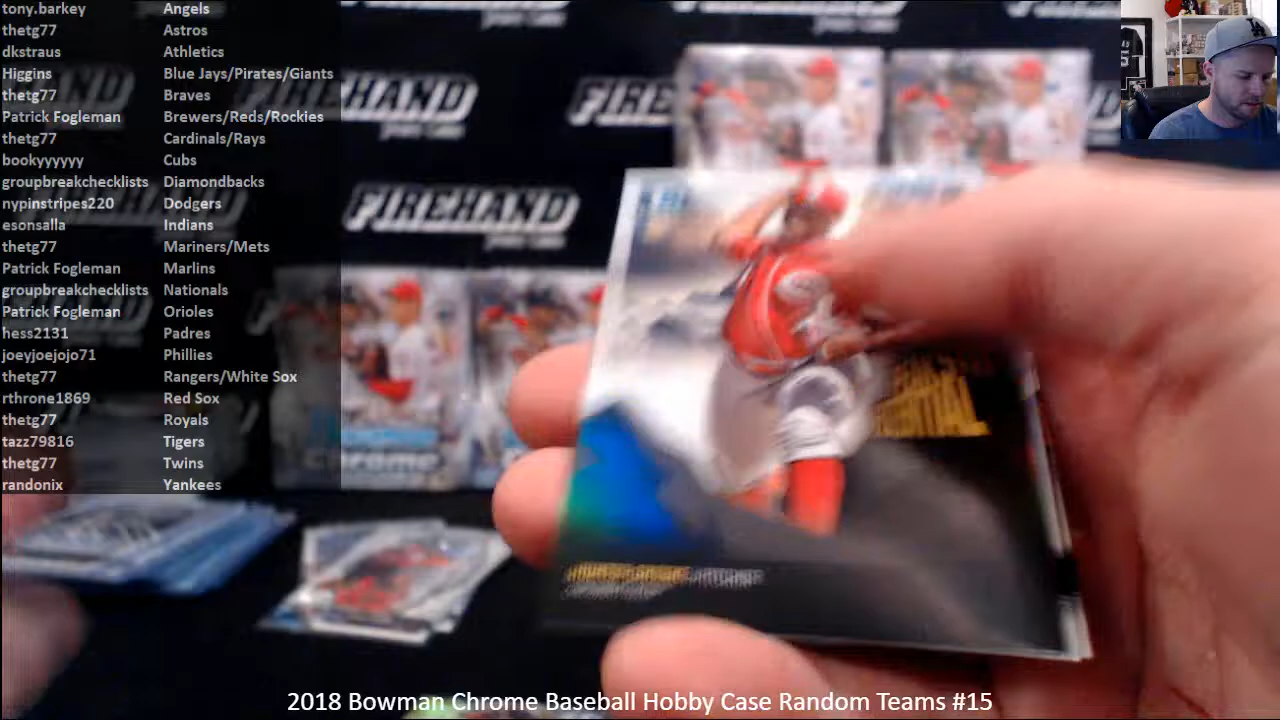 tony.barkey Angels
thetg77 Astros
dkstraus Athletics
Higgins Blue Jays/Pirates/Giants
thetg77 Braves
Patrick Fogleman Brewers/Reds/Rockies
thetg77 Cardinals/Rays
bookyyyyyy Cubs
groupbreakchecklists Diamondbacks
nypinstripes220 Dodgers
esonsalla Indians
thetg77 Mariners/Mets
Patrick Fogleman Marlins
groupbreakchecklists Nationals
Patrick Fogleman Orioles
hess2131 Padres
joeyjoejojo71 Phillies
thetg77 Rangers/White Sox
rthrone1869 Red Sox
thetg77 Royals
tazz79816 Tigers
thetg77 Twins
randonix Yankees
FIREHAND
FIREHAND
chrome
2018 Bowman Chrome Baseball Hobby Case Random Teams #15